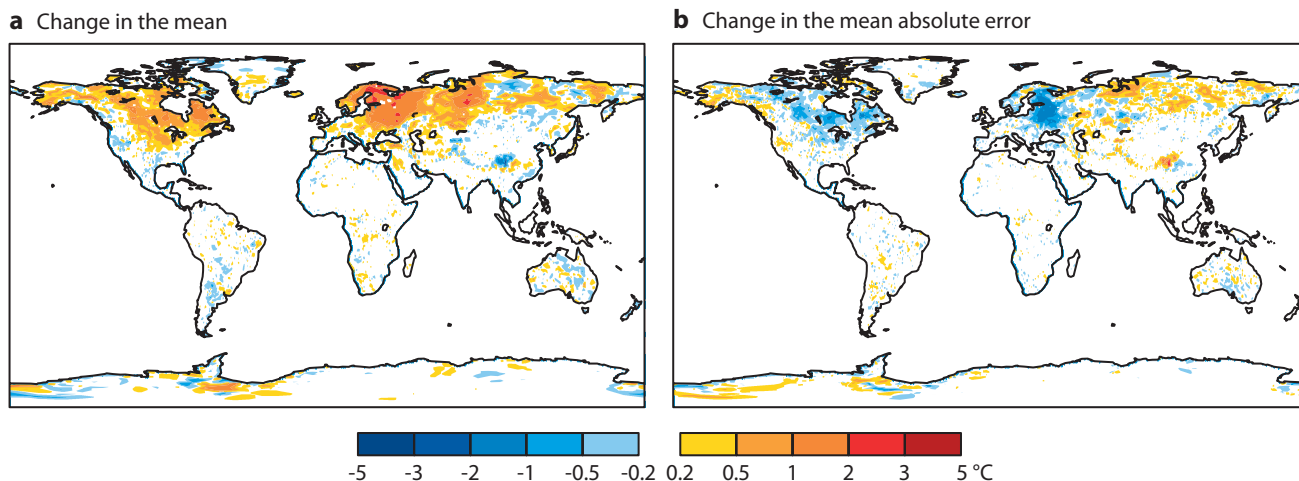 a Change in the mean
b Change in the mean absolute error
-5 -3 -2 -1 -0.5 -0.2 0.2 0.5 1 2 3 5 °C